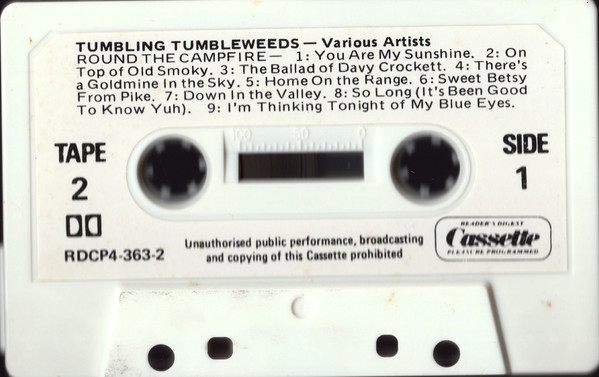 TUMBLING TUMBLEWEEDS — Various Artists
ROUND THE CAMPFIRE — 1: You Are My Sunshine. 2: On
Top of Old Smoky. 3: The Ballad of Davy Crockett. 4: There's
a Goldmine In the Sky. 5: Home On the Range. 6: Sweet Betsy
From Pike. 7: Down In the Valley. 8: So Long (It's Been Good
To Know Yuh). 9: I'm Thinking Tonight of My Blue Eyes.
100 50 0
TAPE
2
SIDE
1
RDCP4-363-2
Unauthorised public performance, broadcasting
and copying of this Cassette prohibited
READER'S DIGEST
Cassette
PLEASURE PROGRAMMED